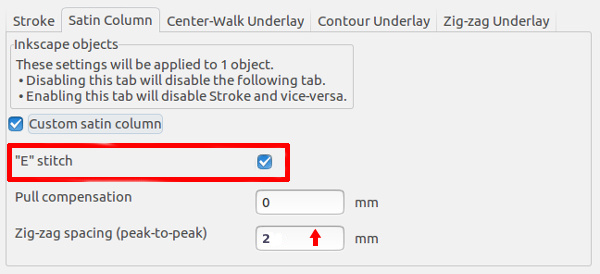 Stroke Satin Column Center-Walk Underlay Contour Underlay Zig-zag Underlay
Inkscape objects
These settings will be applied to 1 object.
• Disabling this tab will disable the following tab.
• Enabling this tab will disable Stroke and vice-versa.
Custom satin column
"E" stitch
Pull compensation 0 mm
Zig-zag spacing (peak-to-peak) 2 mm